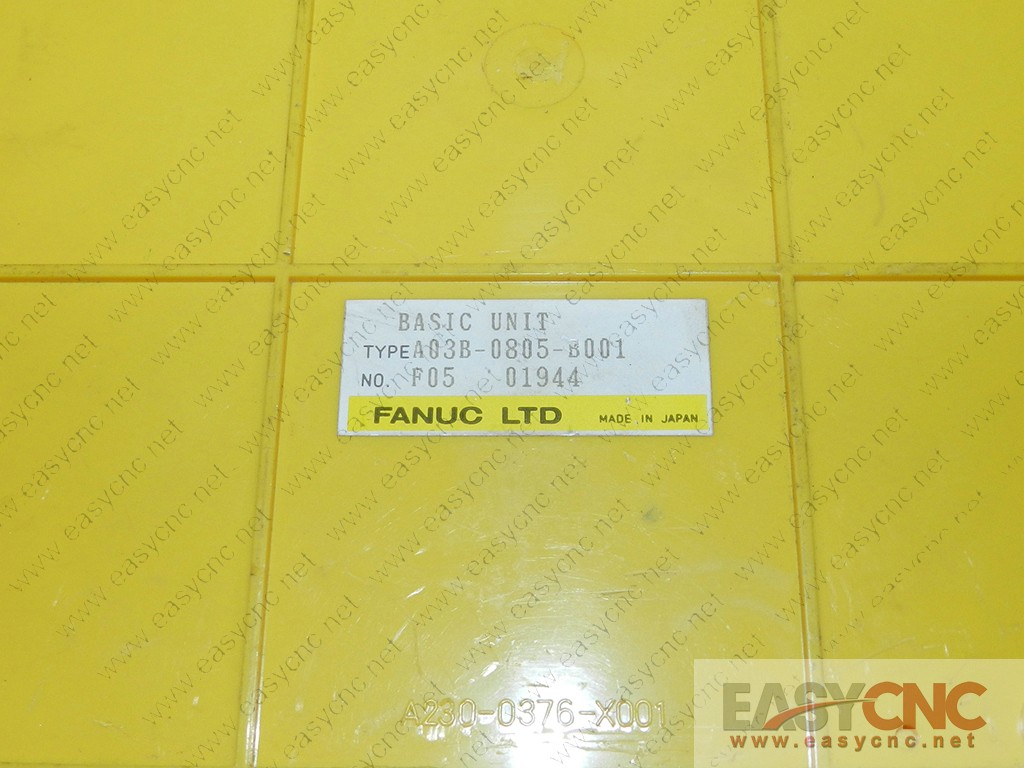 BASIC UNIT
TYPE A03B-0805-B001
NO. F05 01944
FANUC LTD MADE IN JAPAN
A230-0376-X001
EASYCNC
www.easycnc.net